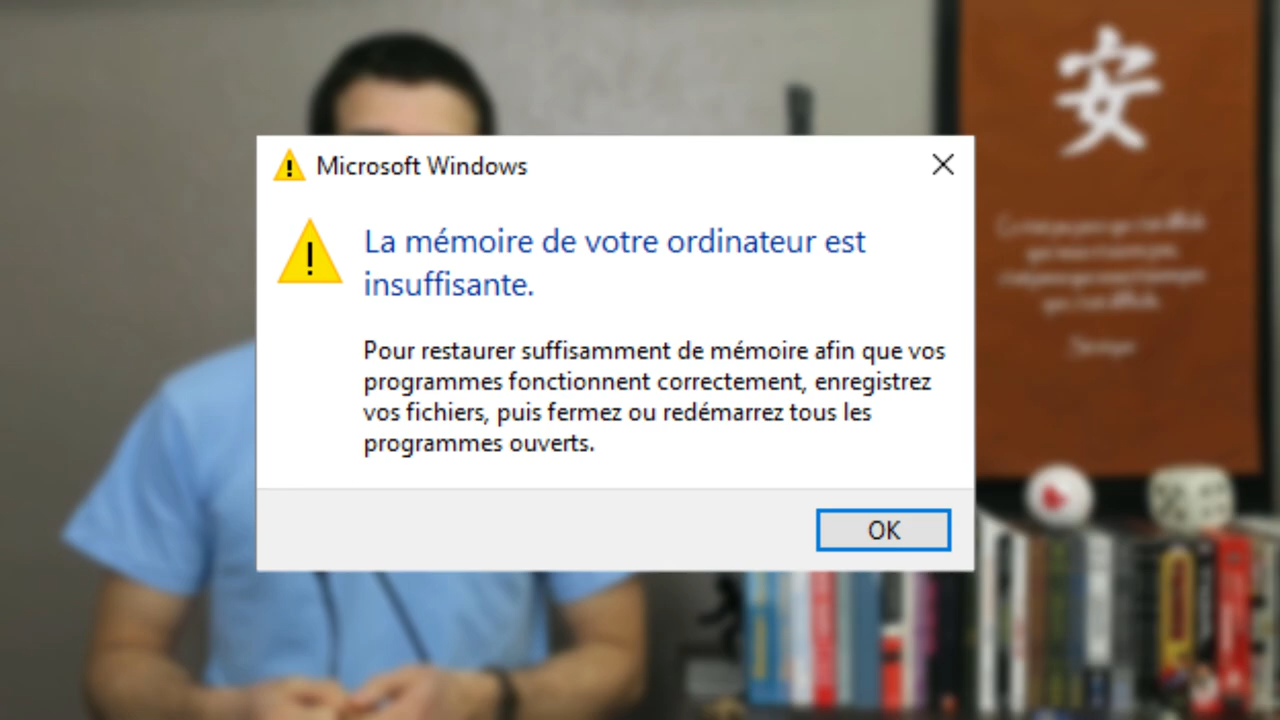 安
Microsoft Windows
La mémoire de votre ordinateur est
insuffisante.
Pour restaurer suffisamment de mémoire afin que vos
programmes fonctionnent correctement, enregistrez
vos fichiers, puis fermez ou redémarrez tous les
programmes ouverts.
OK